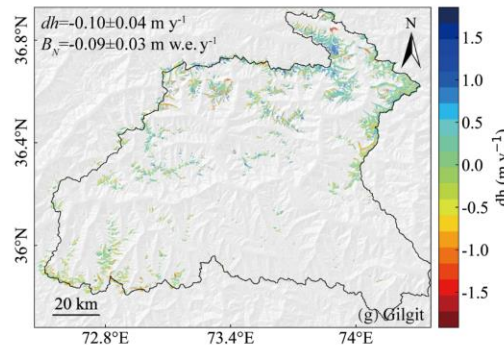 dh=-0.10±0.04 m y⁻¹
B_N=-0.09±0.03 m w.e. y⁻¹
N
36.8°N
36.4°N
36°N
20 km
(g) Gilgit
72.8°E
73.4°E
74°E
1.5
1.0
0.5
0.0
-0.5
-1.0
-1.5
dh (m y⁻¹)